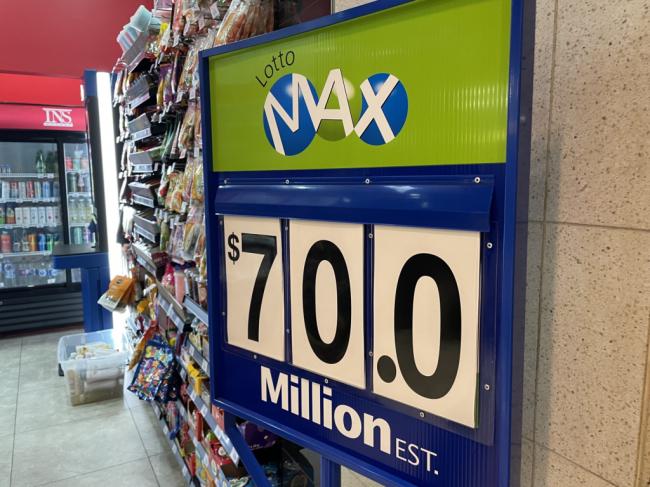 INS
Lotto
MAX
$70.0
Million EST.